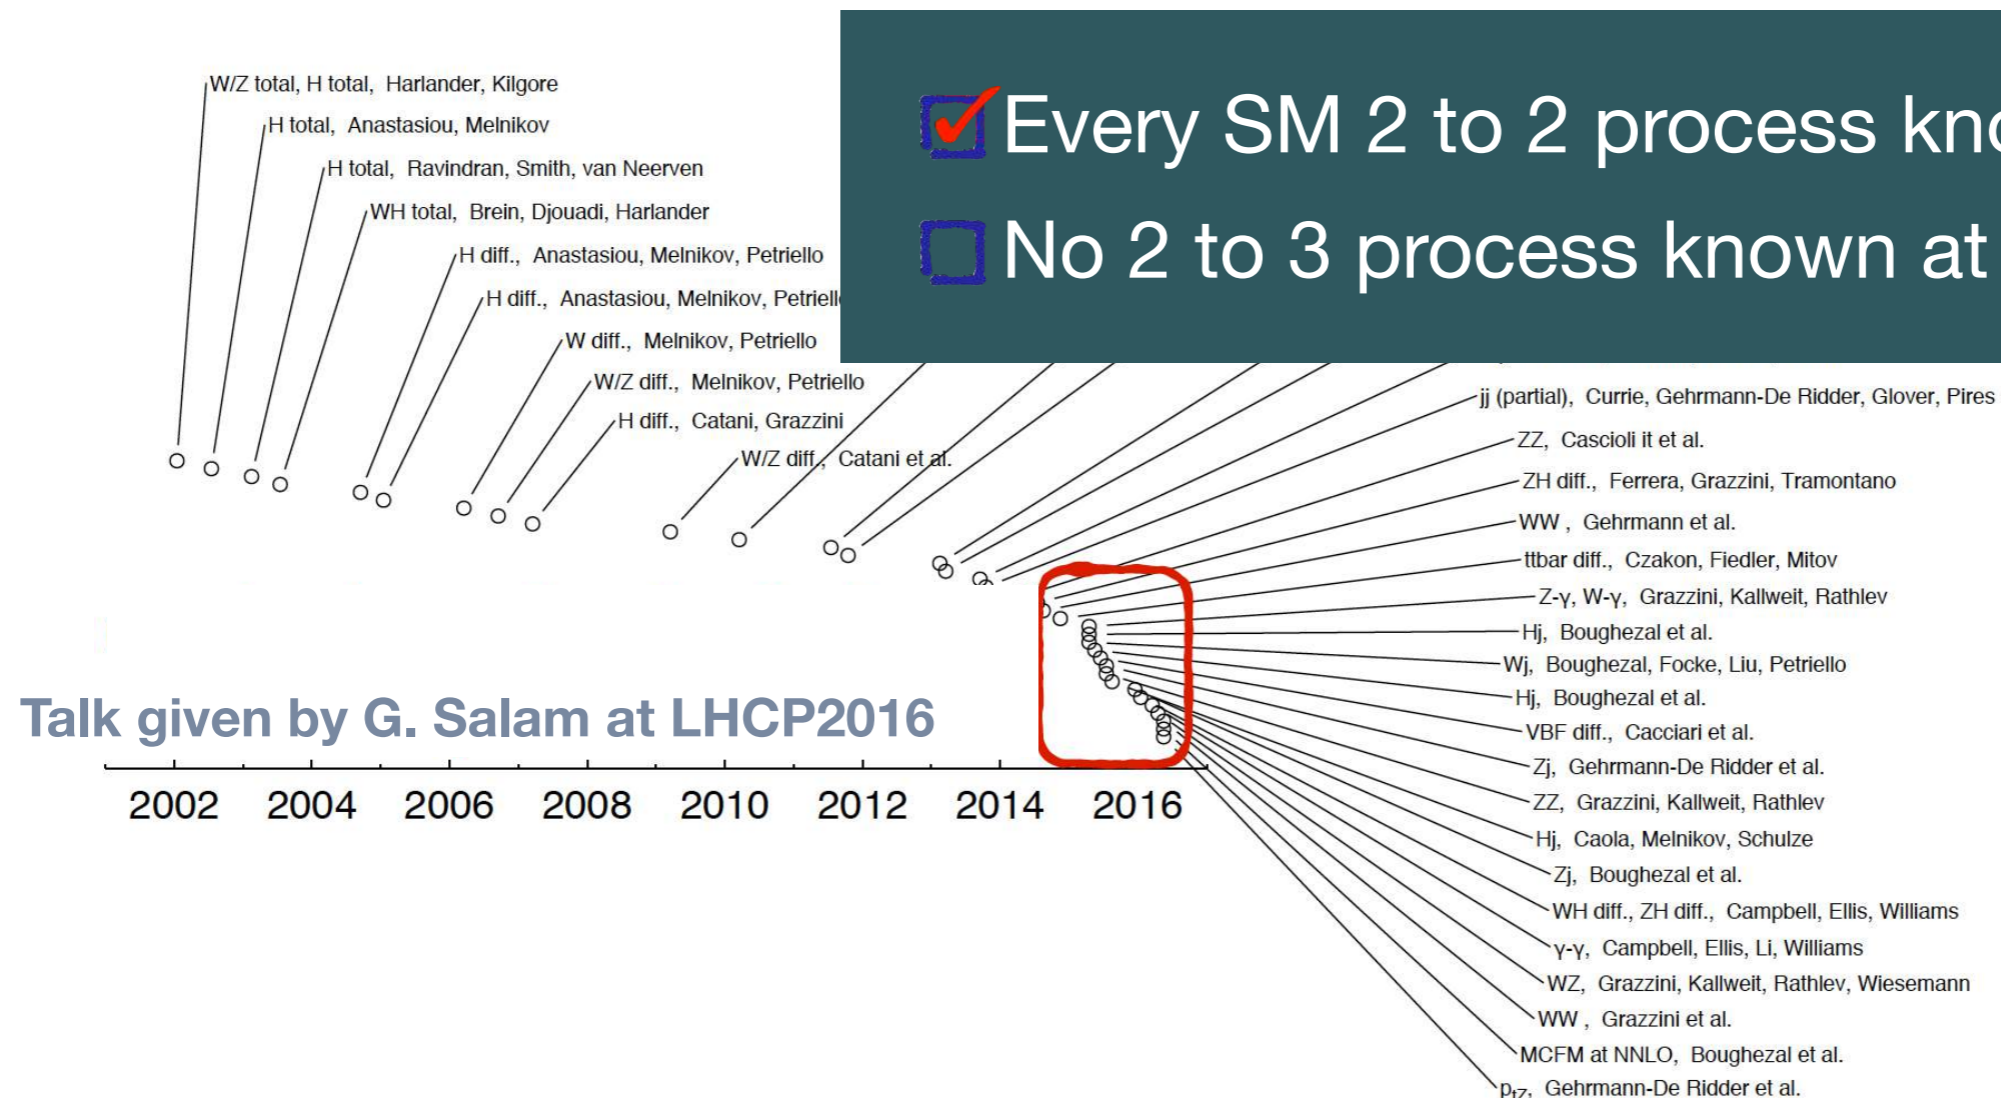 W/Z total, H total, Harlander, Kilgore
H total, Anastasiou, Melnikov
H total, Ravindran, Smith, van Neerven
WH total, Brein, Djouadi, Harlander
H diff., Anastasiou, Melnikov, Petriello
H diff., Anastasiou, Melnikov,
W diff., Melnikov, Petriello
W/Z diff., Melnikov, Petriello
H diff., Catani, Grazzini
W/Z diff., Catani et al.
Every SM 2 to 2 process
No 2 to 3 process known at
jj (partial), Currie, Gehrmann-De Ridder, Glover, Pires
ZZ, Cascioli it et al.
ZH diff., Ferrera, Grazzini, Tramontano
WW , Gehrmann et al.
ttbar diff., Czakon, Fiedler, Mitov
Z-γ, W-γ, Grazzini, Kallweit, Rathlev
Hj, Boughezal et al.
Wj, Boughezal, Focke, Liu, Petriello
Hj, Boughezal et al.
VBF diff., Cacciari et al.
Zj, Gehrmann-De Ridder et al.
ZZ, Grazzini, Kallweit, Rathlev
Hj, Caola, Melnikov, Schulze
Zj, Boughezal et al.
WH diff., ZH diff., Campbell, Ellis, Williams
γ-γ, Campbell, Ellis, Li, Williams
WZ, Grazzini, Kallweit, Rathlev, Wiesemann
WW , Grazzini et al.
MCFM at NNLO, Boughezal et al.
ptZ, Gehrmann-De Ridder et al.
Talk given by G. Salam at LHCP2016
2002 2004 2006 2008 2010 2012 2014 2016